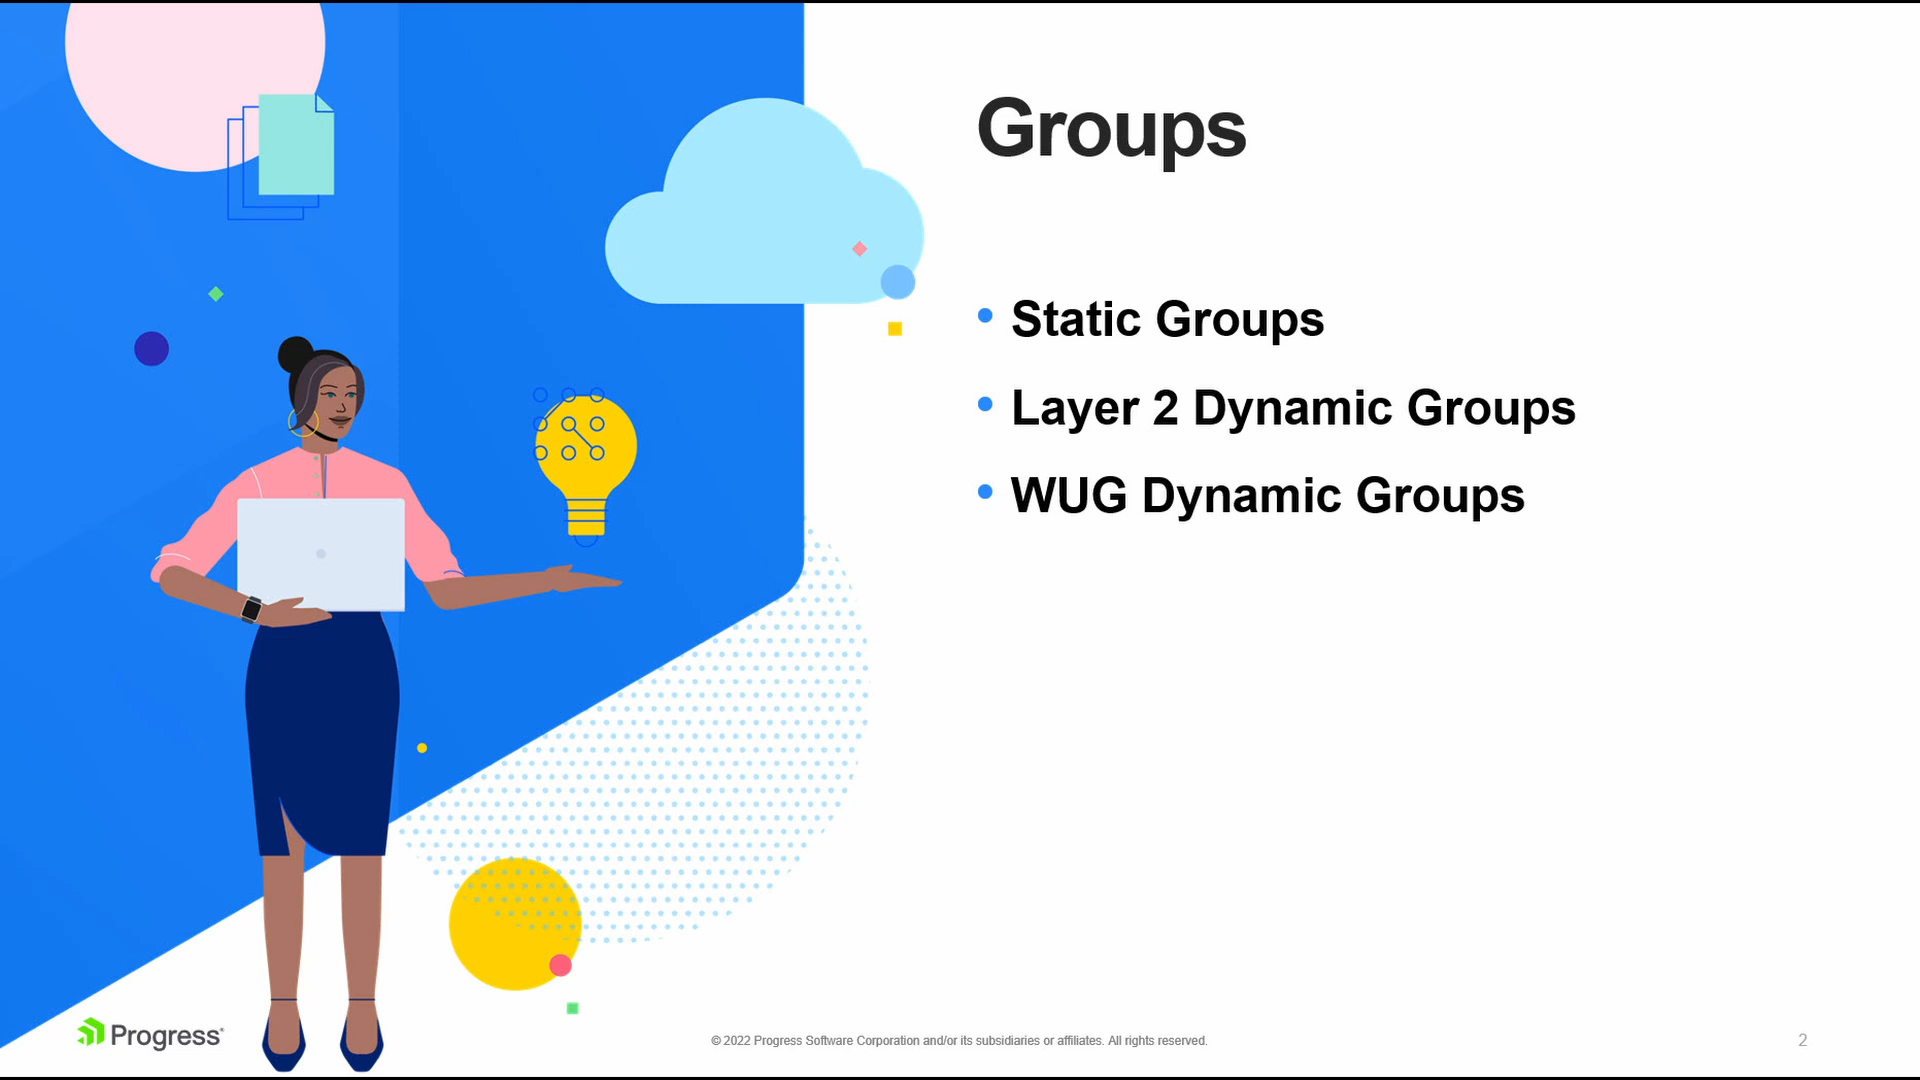 Groups
• Static Groups
• Layer 2 Dynamic Groups
• WUG Dynamic Groups
Progress
© 2022 Progress Software Corporation and/or its subsidiaries or affiliates. All rights reserved.
2